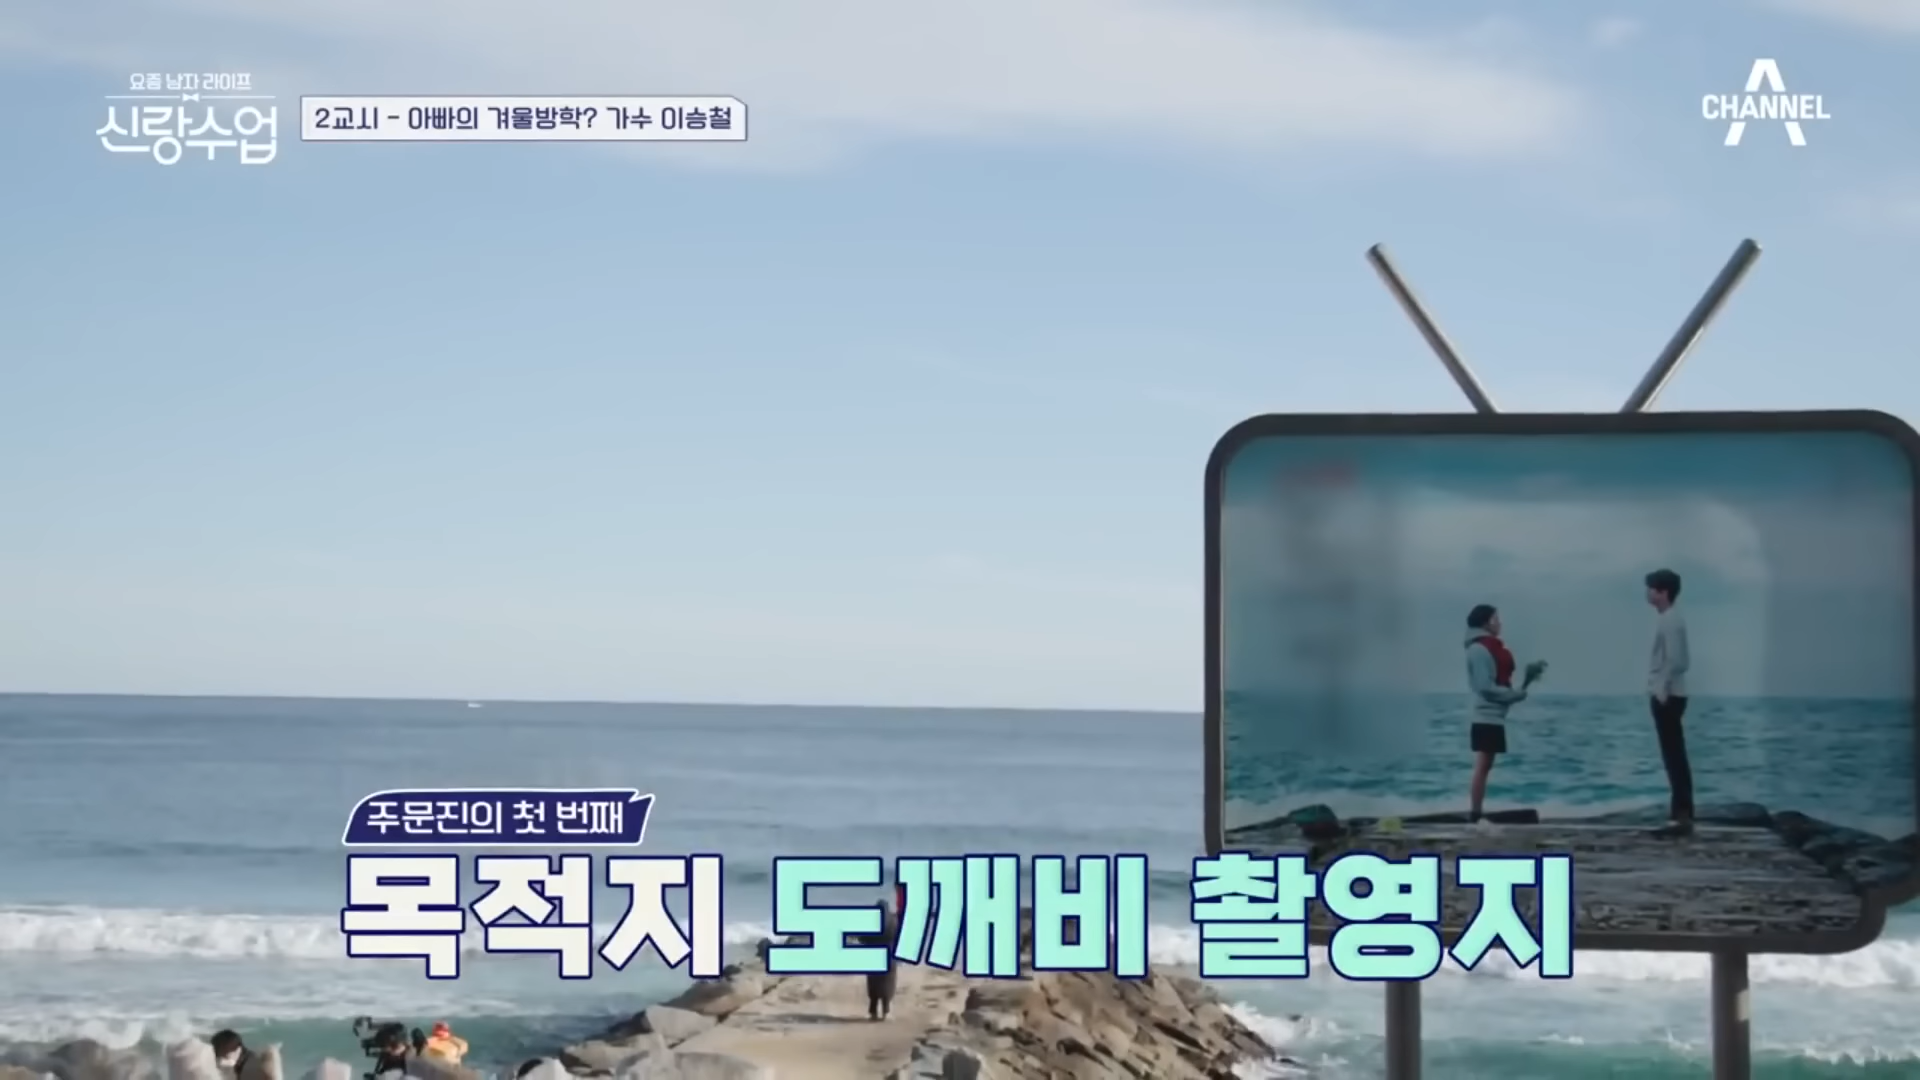 요즘 남자 라이프
신랑수업
2교시 - 아빠의 겨울방학? 가수 이승철
CHANNEL A
주문진의 첫 번째
목적지 도깨비 촬영지